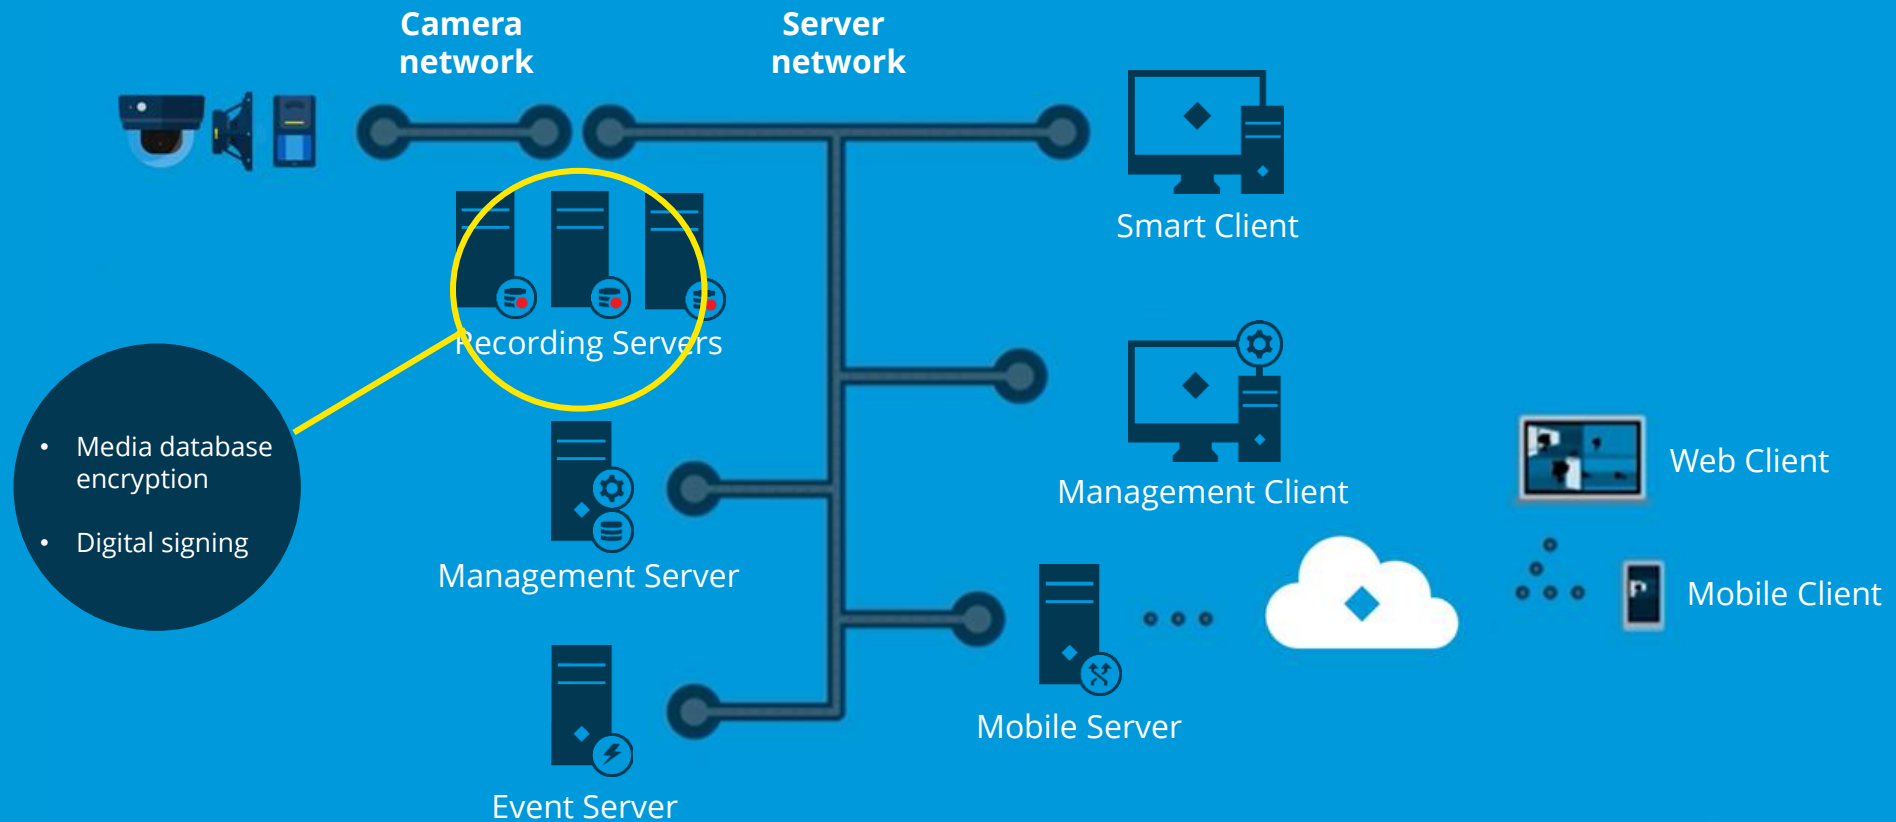 Camera
network
Server
network
Smart Client
Recording Servers
• Media database
encryption
• Digital signing
Management Server
Management Client
Web Client
Mobile Client
Mobile Server
Event Server